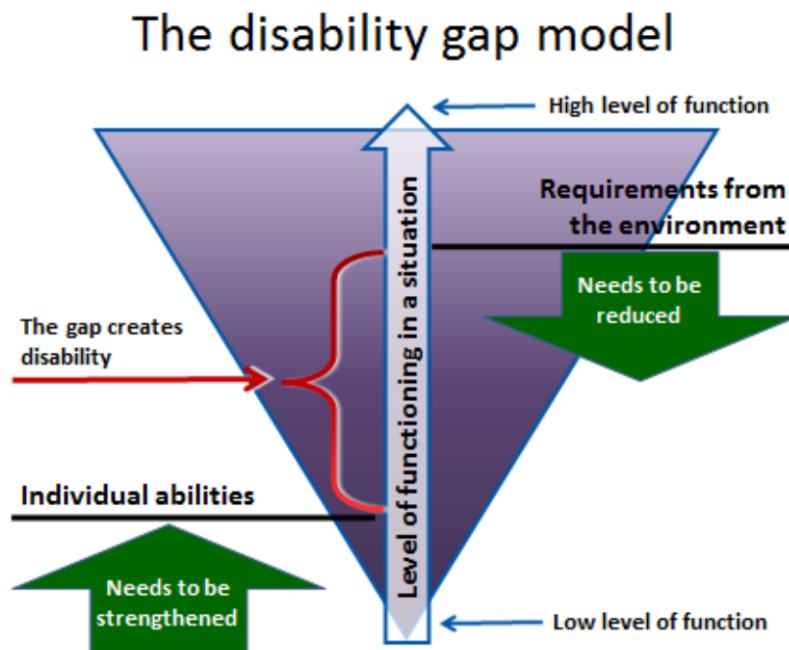 The disability gap model
High level of function
Requirements from
the environment
Needs to be
reduced
Level of functioning in a situation
The gap creates
disability
Individual abilities
Needs to be
strengthened
Low level of function